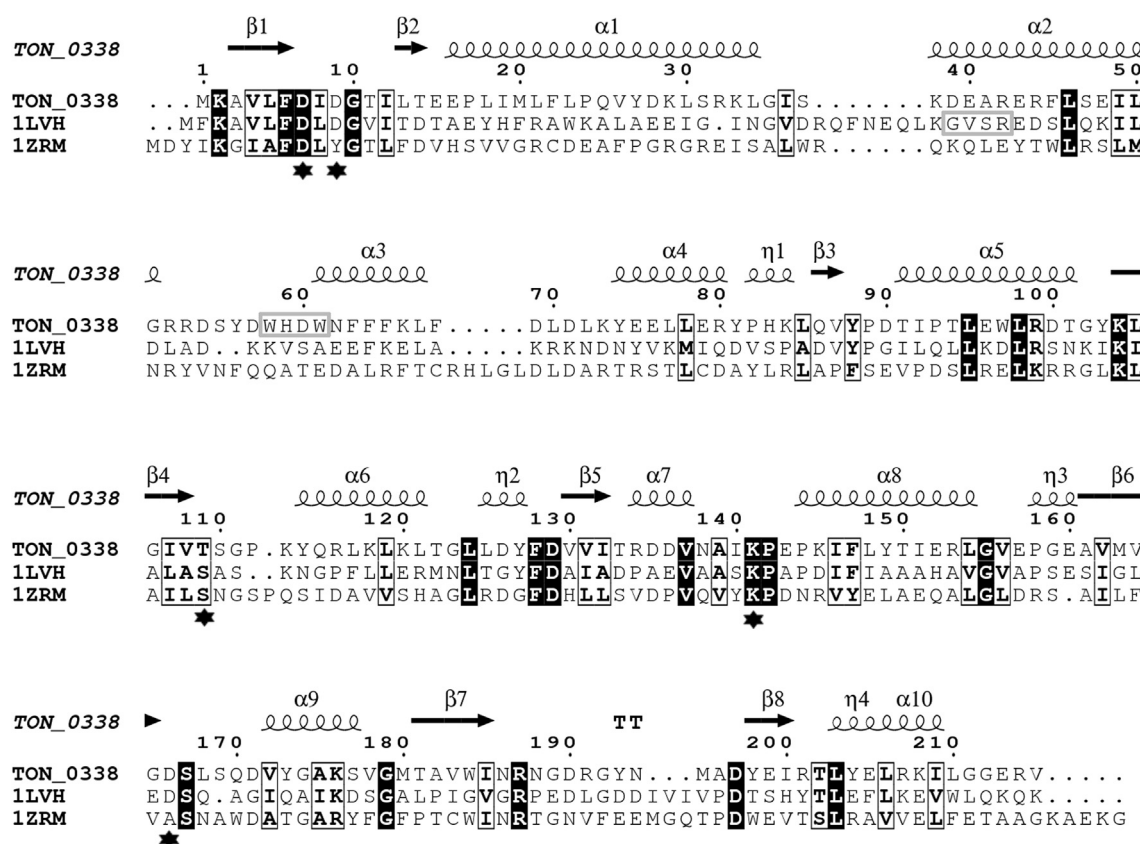 β1 β2 α1 α2
TON_0338
1 10 20 30 40 50
TON_0338 ...MKAVLFDIDGTILTEEPLIMLFLPQVYDKLSRKLGIS.......KDEARERFLSEIL
1LVH ..MFKAVLFDLDGVITDTAEYHFRAWKALAEEIG.INGVDRQFNEQLKGVSREDSLQKIL
1ZRM MDYIKGIAFDLYGTLFDVHSVVGRCDEAFPGRGREISALWR......QKQLEYTWLRSLM
α3 α4 η1 β3 α5
TON_0338
60 70 80 90 100
TON_0338 GRRDSYDWHDWNFFFKLF.....DLDLKYEELLERYPHKLQVYPDTIPTLEWLRDTGYKL
1LVH DLAD..KKVSAEEFKELA.....KRKNDNYVKMIQDVSPADVYPGILQLLKDLRSNKIKI
1ZRM NRYVNFQQATEDALRFTCRHLGLDLDARTRSTLCDAYLRLAPFSEVPDSLRELKRRGLKL
β4 α6 η2 β5 α7 α8 η3 β6
TON_0338
110 120 130 140 150 160
TON_0338 GIVTSGP.KYQRLKLKLTGLLDYFDVVITRDDVNAIKPEPKIFLYTIERLGVEPGEAVMV
1LVH ALASAS..KNGPFLLERMNLTGYFDAIADPAEVAASKPAPDIFIAAAHAVGVAPSESIGL
1ZRM AILSNGSPQSIDAVVSHAGLRDGFDHLLSVDPVQVYKPDNRVYELAEQALGLDRS.AILF
α9 β7 TT β8 η4 α10
TON_0338
170 180 190 200 210
TON_0338 GDSLSQDVYGAKSVGMTAVWINRNGDRGYN...MADYEIRTLYELRKILGGERV.....
1LVH EDSQ.AGIQAIKDSGALPIGVGRPEDLGDDIVIVPDTSHYTLEFLKEVWLQKQK.....
1ZRM VASNAWDATGARYFGFPTCWINRTGNVFEEMGQTPDWEVTSLRAVVELFETAAGKAEKG